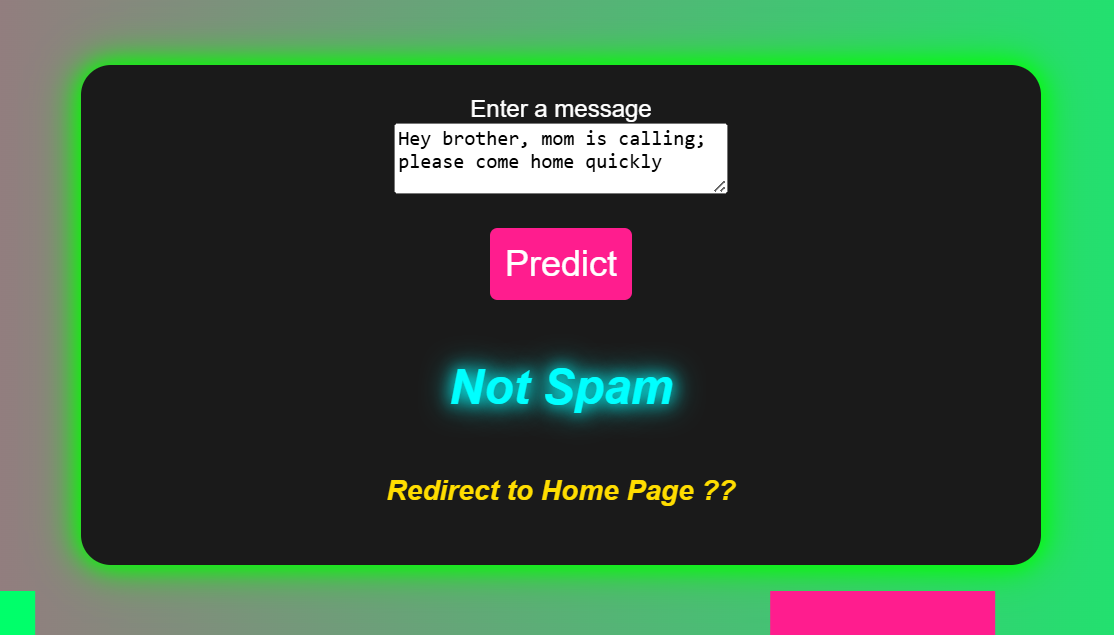 Enter a message
Hey brother, mom is calling;
please come home quickly
Predict
Not Spam
Redirect to Home Page ??